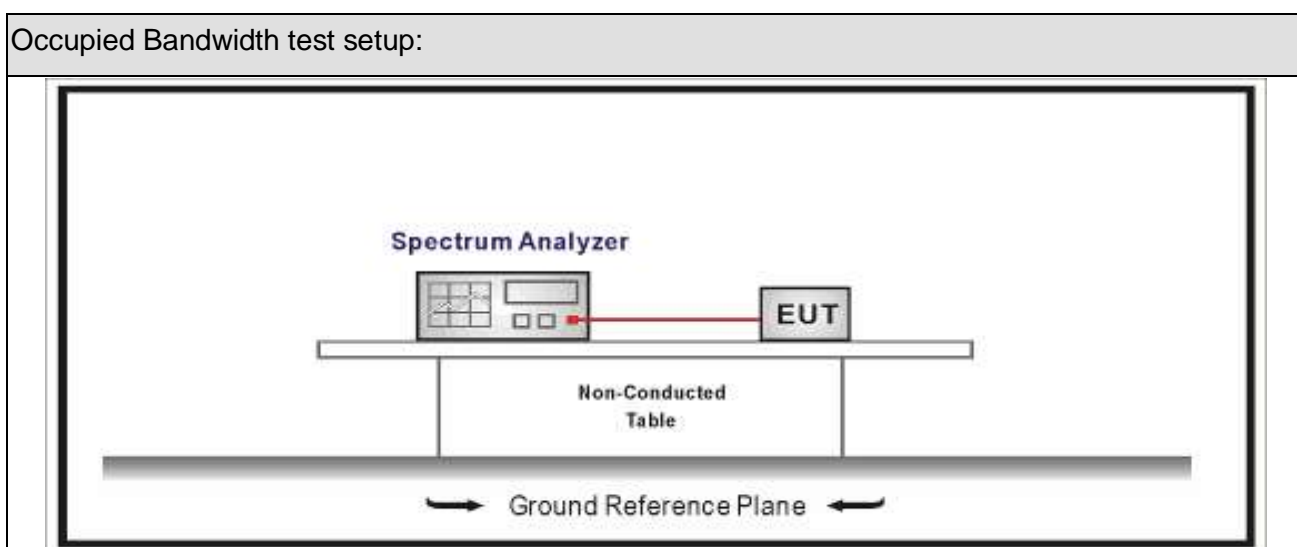 Occupied Bandwidth test setup:
Spectrum Analyzer
EUT
Non-Conducted
Table
Ground Reference Plane